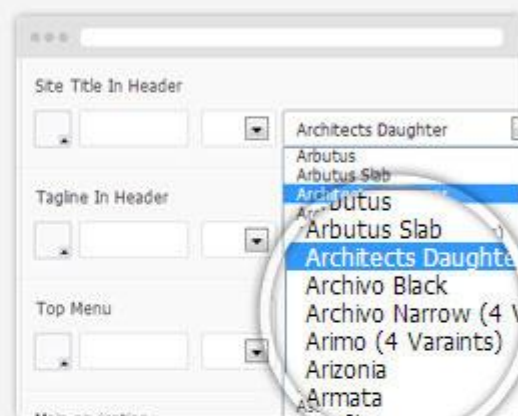 Site Title In Header
Architects Daughter
Arbutus
Arbutus Slab
Tagline In Header
Arbutus Slab
Architects Daughte
Archivo Black
Archivo Narrow (4 V
Top Menu
Arimo (4 Varaints)
Arizonia
Armata